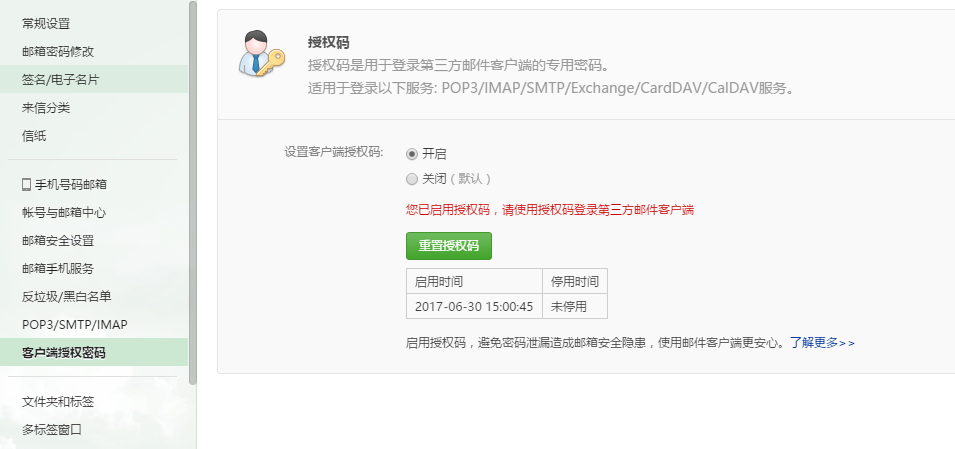 常规设置
邮箱密码修改
签名/电子名片
来信分类
信纸
手机号码邮箱
帐号与邮箱中心
邮箱安全设置
邮箱手机服务
反垃圾/黑白名单
POP3/SMTP/IMAP
客户端授权密码
文件夹和标签
多标签窗口
授权码
授权码是用于登录第三方邮件客户端的专用密码。
适用于登录以下服务: POP3/IMAP/SMTP/Exchange/CardDAV/CalDAV服务。
设置客户端授权码: 开启
关闭（默认）
您已启用授权码，请使用授权码登录第三方邮件客户端
重置授权码
启用时间 停用时间
2017-06-30 15:00:45 未停用
启用授权码，避免密码泄漏造成邮箱安全隐患，使用邮件客户端更安心。了解更多>>